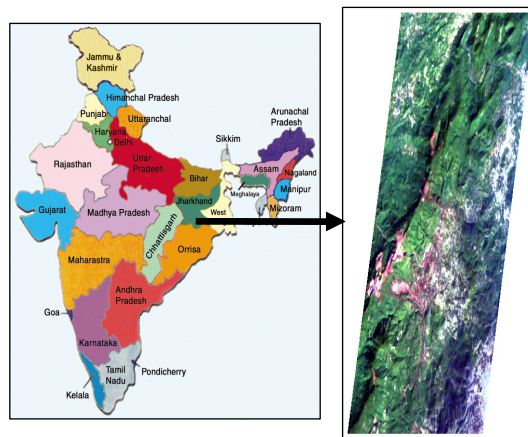 Jammu &
Kashmir
Himanchal Pradesh
Punjab
Uttaranchal
Haryana
Delhi
Arunachal
Pradesh
Sikkim
Rajasthan
Uttar
Pradesh
Assam
Nagaland
Bihar
Meghalaya
Manipur
Gujarat
Madhya Pradesh
Jharkhand
West
Mizoram
Chhattisgarh
Maharastra
Orrisa
Andhra
Pradesh
Goa
Karnataka
Tamil
Nadu
Pondicherry
Kelala